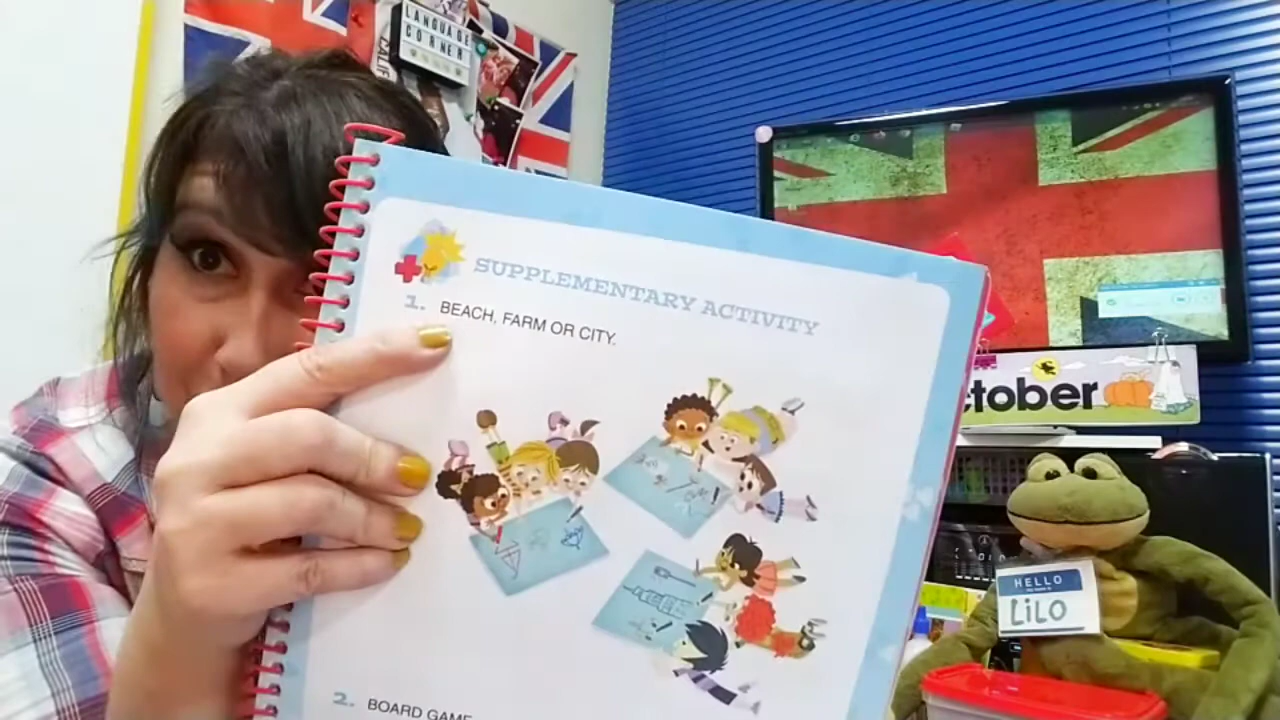 LANGUAGE
CORNER
SUPPLEMENTARY ACTIVITY
1. BEACH, FARM OR CITY.
2. BOARD GAME
ctober
HELLO
LiLO